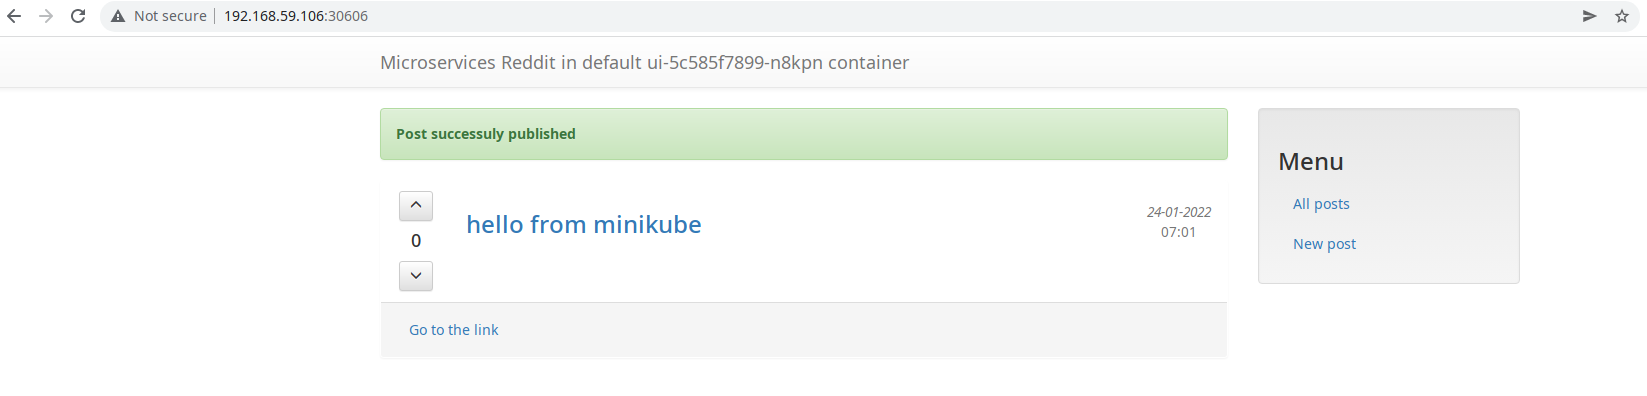 Not secure | 192.168.59.106:30606
Microservices Reddit in default ui-5c585f7899-n8kpn container
Post successuly published
Menu
All posts
New post
hello from minikube
24-01-2022
07:01
0
Go to the link